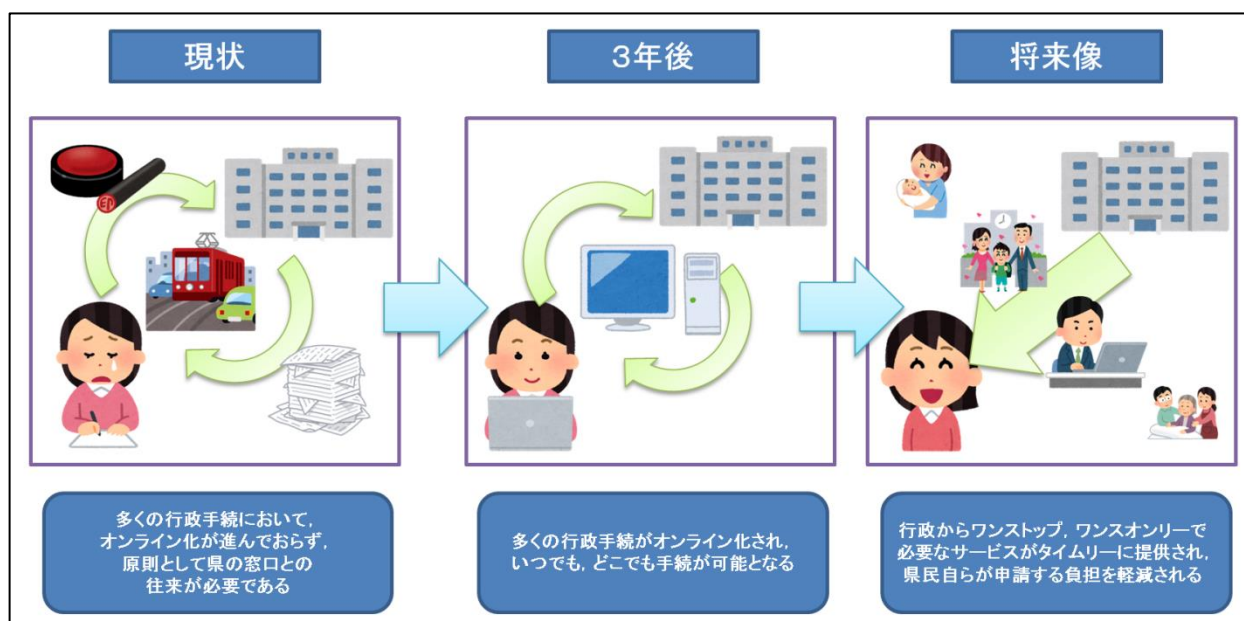 現状
３年後
将来像
印
多くの行政手続において，
オンライン化が進んでおらず，
原則として県の窓口との
往来が必要である
多くの行政手続がオンライン化され，
いつでも，どこでも手続が可能となる
行政からワンストップ，ワンスオンリーで
必要なサービスがタイムリーに提供され，
県民自らが申請する負担を軽減される